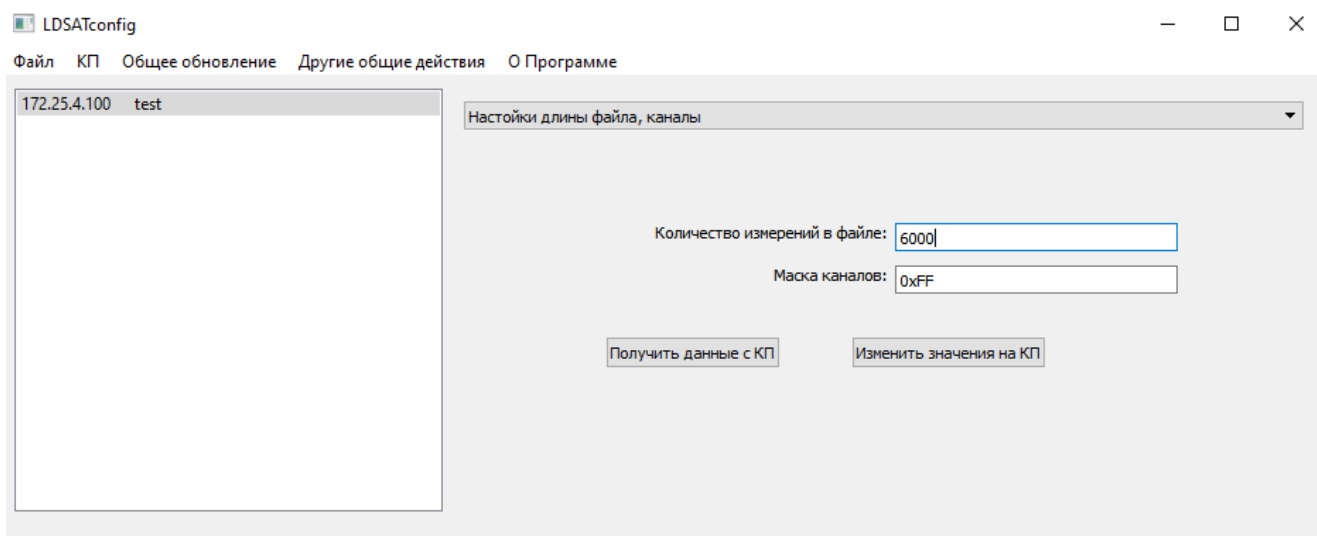 LDSATconfig
Файл КП Общее обновление Другие общие действия О Программе
172.25.4.100 test
Настойки длины файла, каналы
Количество измерений в файле: 6000
Маска каналов: 0xFF
Получить данные с КП Изменить значения на КП